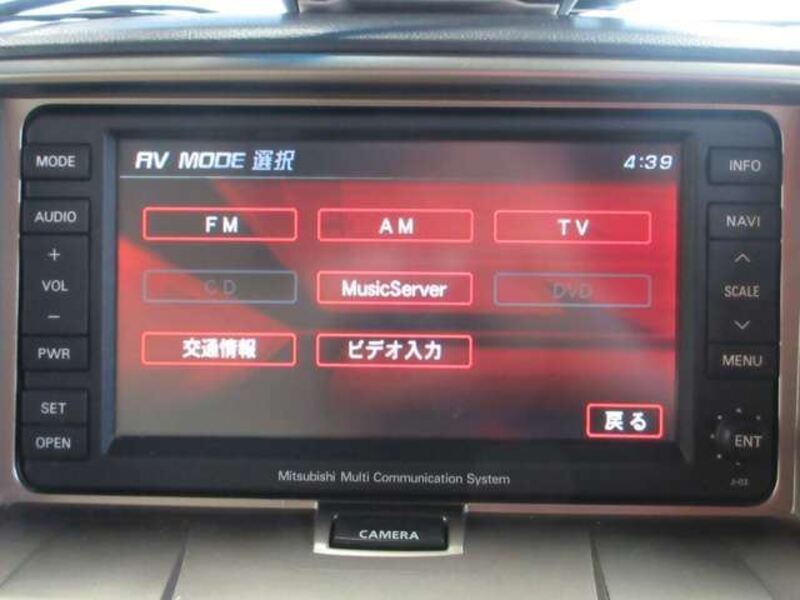 AV MODE 選択 4:39
MODE
INFO
AUDIO
FM AM TV
NAVI
+
VOL
CD MusicServer DVD
SCALE
−
PWR
交通情報 ビデオ入力
MENU
SET
戻る
OPEN
ENT
J-03
Mitsubishi Multi Communication System
CAMERA